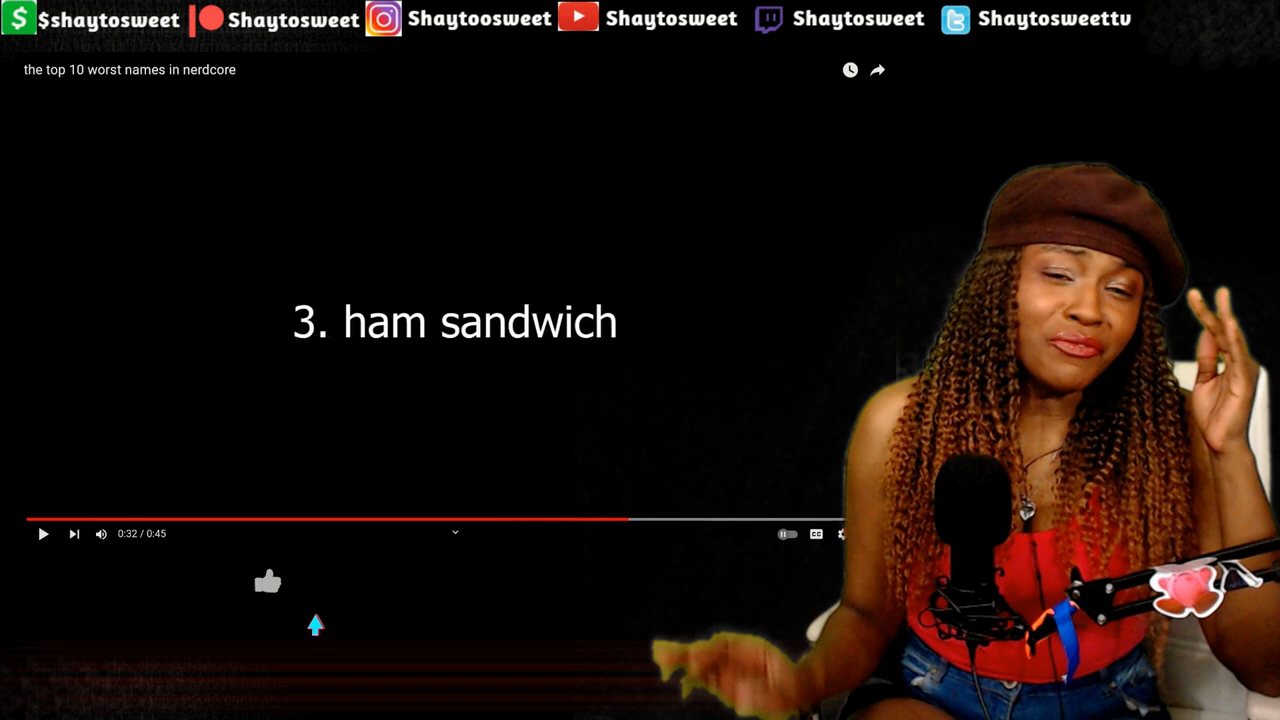 $shaytosweet Shaytosweet Shaytoosweet Shaytosweet Shaytosweet Shaytosweettv
the top 10 worst names in nerdcore
3. ham sandwich
0:32 / 0:45
CC